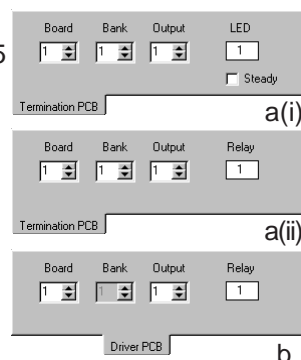 Board Bank Output LED
5 1 1 1 1
Steady
Termination PCB
a(i)
Board Bank Output Relay
1 1 1 1
Termination PCB
a(ii)
Board Bank Output Relay
1 1 1 1
Driver PCB
b